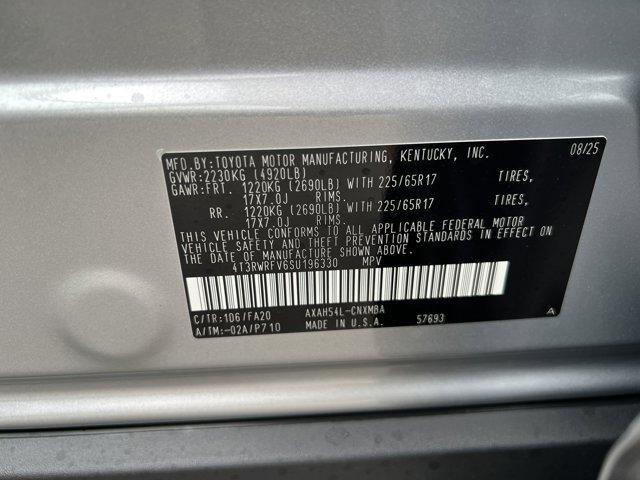 MFD.BY:TOYOTA MOTOR MANUFACTURING, KENTUCKY, INC. 08/25
GVWR:2230KG (4920LB)
GAWR:FRT. 1220KG (2690LB) WITH 225/65R17 TIRES,
17X7.0J RIMS.
RR. 1220KG (2690LB) WITH 225/65R17 TIRES,
17X7.0J RIMS.
THIS VEHICLE CONFORMS TO ALL APPLICABLE FEDERAL MOTOR
VEHICLE SAFETY AND THEFT PREVENTION STANDARDS IN EFFECT ON
THE DATE OF MANUFACTURE SHOWN ABOVE.
4T3RWRFV6SU196330 MPV
C/TR:1D6/FA20 AXAH54L-CNXMBA A
A/TM:-02A/P710 MADE IN U.S.A. 57693